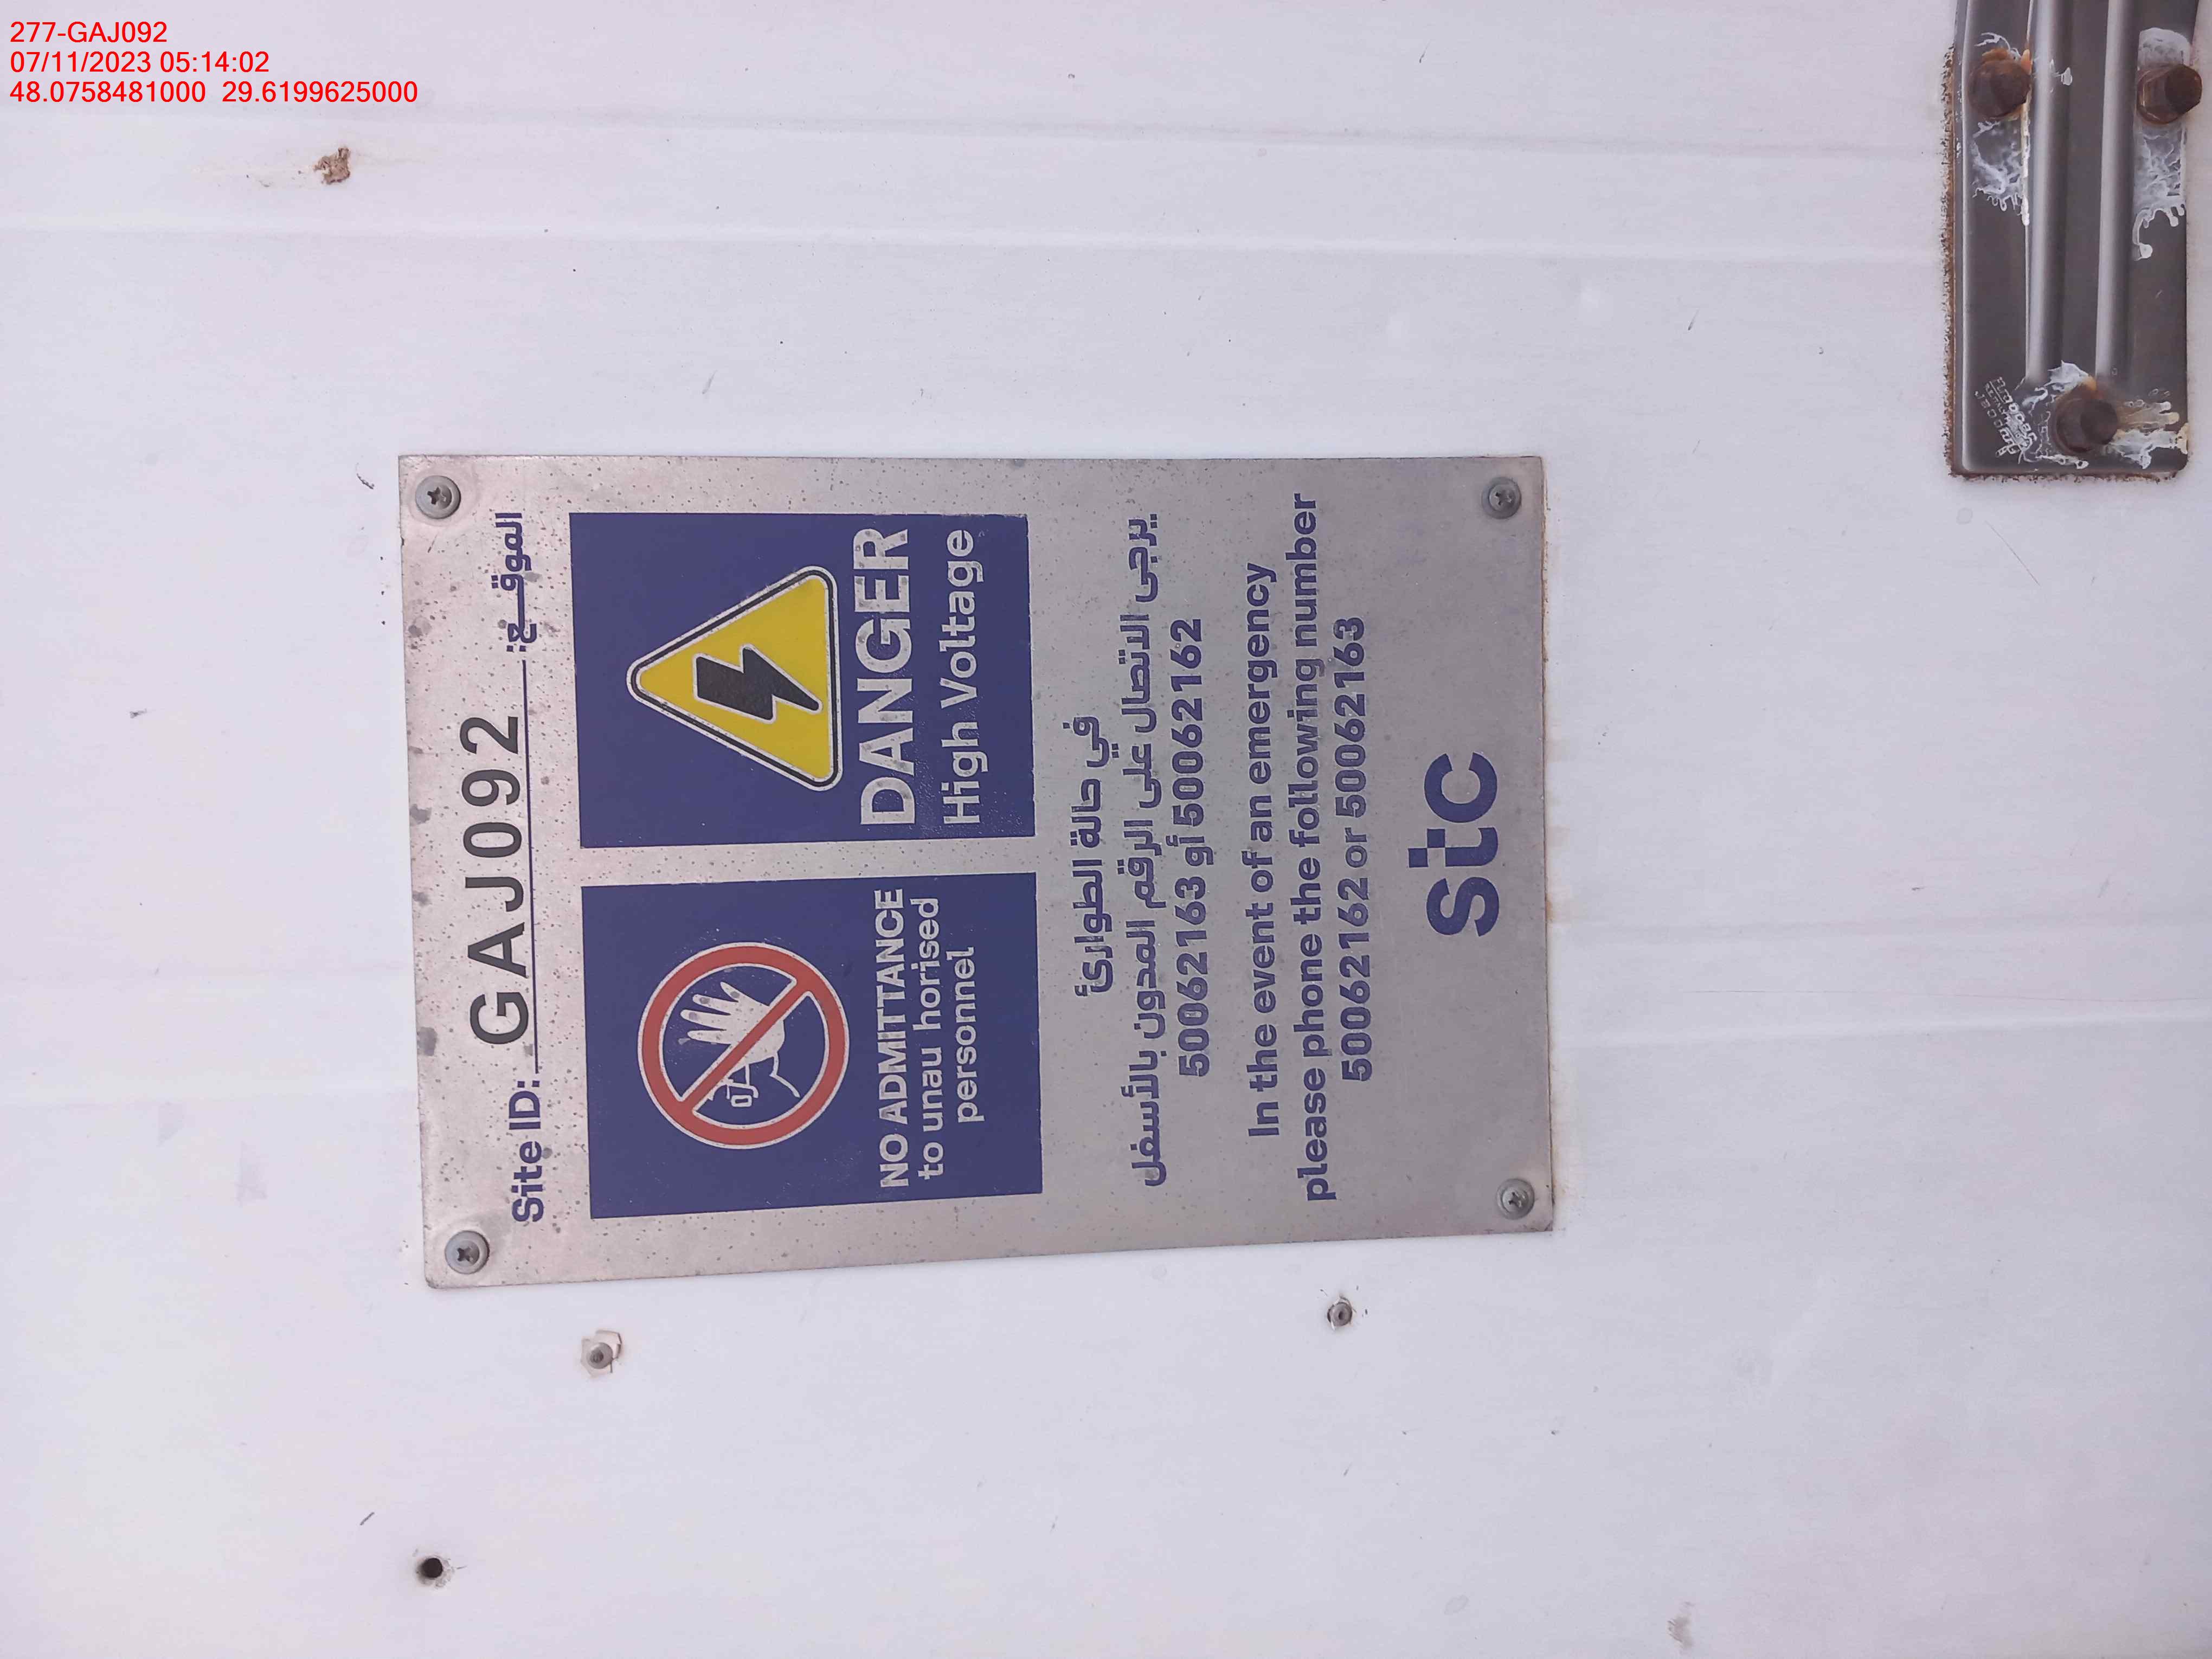 277-GAJ092
07/11/2023 05:14:02
48.0758481000 29.6199625000
Site ID: GAJ092 الموقـــع:
NO ADMITTANCE
to unau horised
personnel
DANGER
High Voltage
في حالة الطوارئ
يرجى الاتصال على الرقم المدون بالأسفل
50062163 أو 50062162
In the event of an emergency
please phone the following number
50062162 or 50062163
stc